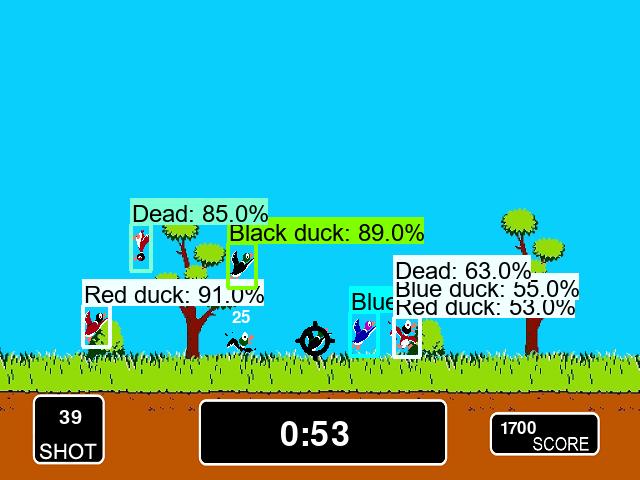 Dead: 85.0%
Black duck: 89.0%
Dead: 63.0%
Blue duck: 55.0%
Red duck: 91.0%
Blue
Red duck: 53.0%
25
39
SHOT
0:53
1700
SCORE